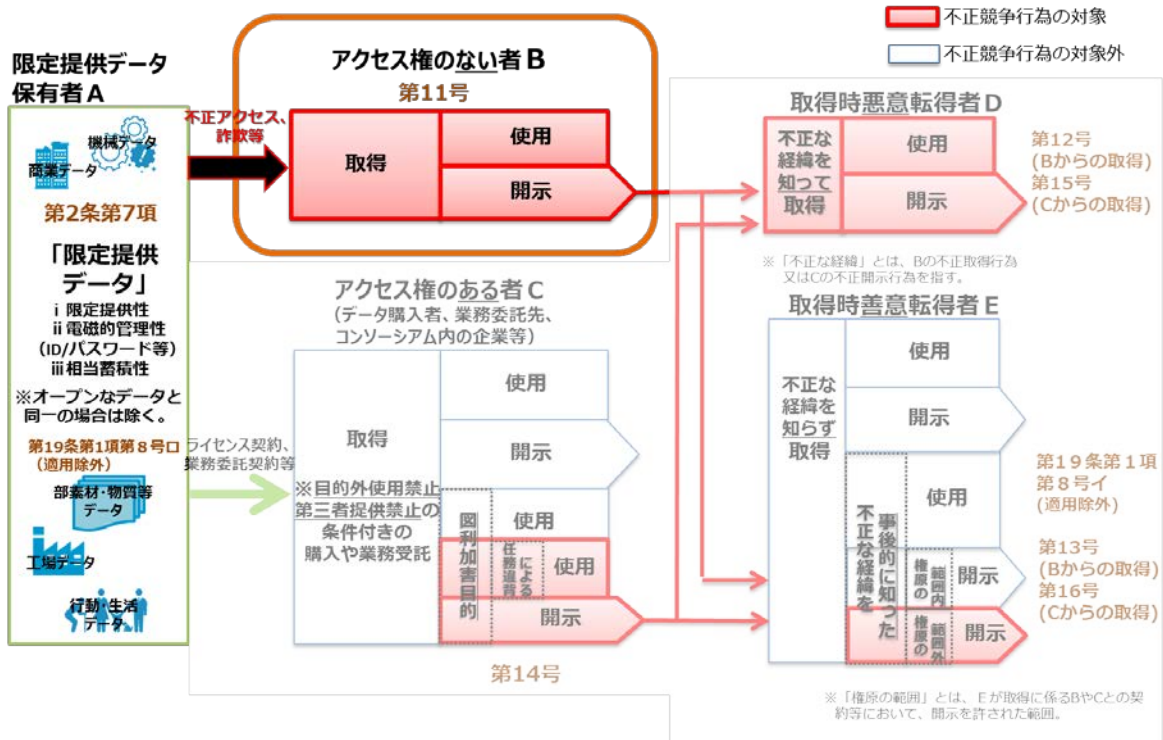 不正競争行為の対象
不正競争行為の対象外
限定提供データ
保有者A
機械データ
商業データ
第2条第7項
「限定提供
データ」
ⅰ限定提供性
ⅱ電磁的管理性
(ID/パスワード等)
ⅲ相当蓄積性
※オープンなデータと
同一の場合は除く。
第19条第1項第8号ロ
(適用除外)
部素材・物質等
データ
工場データ
行動・生活
データ
不正アクセス、
詐欺等
アクセス権のない者B
第11号
取得
使用
開示
ライセンス契約、
業務委託契約等
アクセス権のある者C
(データ購入者、業務委託先、
コンソーシアム内の企業等)
取得
※目的外使用禁止
第三者提供禁止の
条件付きの
購入や業務受託
使用
開示
図利加害目的
使用
任務違背
による
使用
開示
第14号
取得時悪意転得者D
不正な
経緯を
知って
取得
使用
開示
第12号
(Bからの取得)
第15号
(Cからの取得)
※「不正な経緯」とは、Bの不正取得行為
又はCの不正開示行為を指す。
取得時善意転得者E
不正な
経緯を
知らず
取得
使用
開示
事後的に知った
不正な経緯を
使用
権原の
範囲内
開示
権原の
範囲外
開示
第19条第1項
第8号イ
(適用除外)
第13号
(Bからの取得)
第16号
(Cからの取得)
※「権原の範囲」とは、Eが取得に係るBやCとの契
約等において、開示を許された範囲。